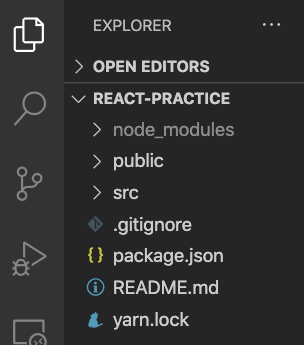 EXPLORER
OPEN EDITORS
REACT-PRACTICE
node_modules
public
src
.gitignore
package.json
README.md
yarn.lock